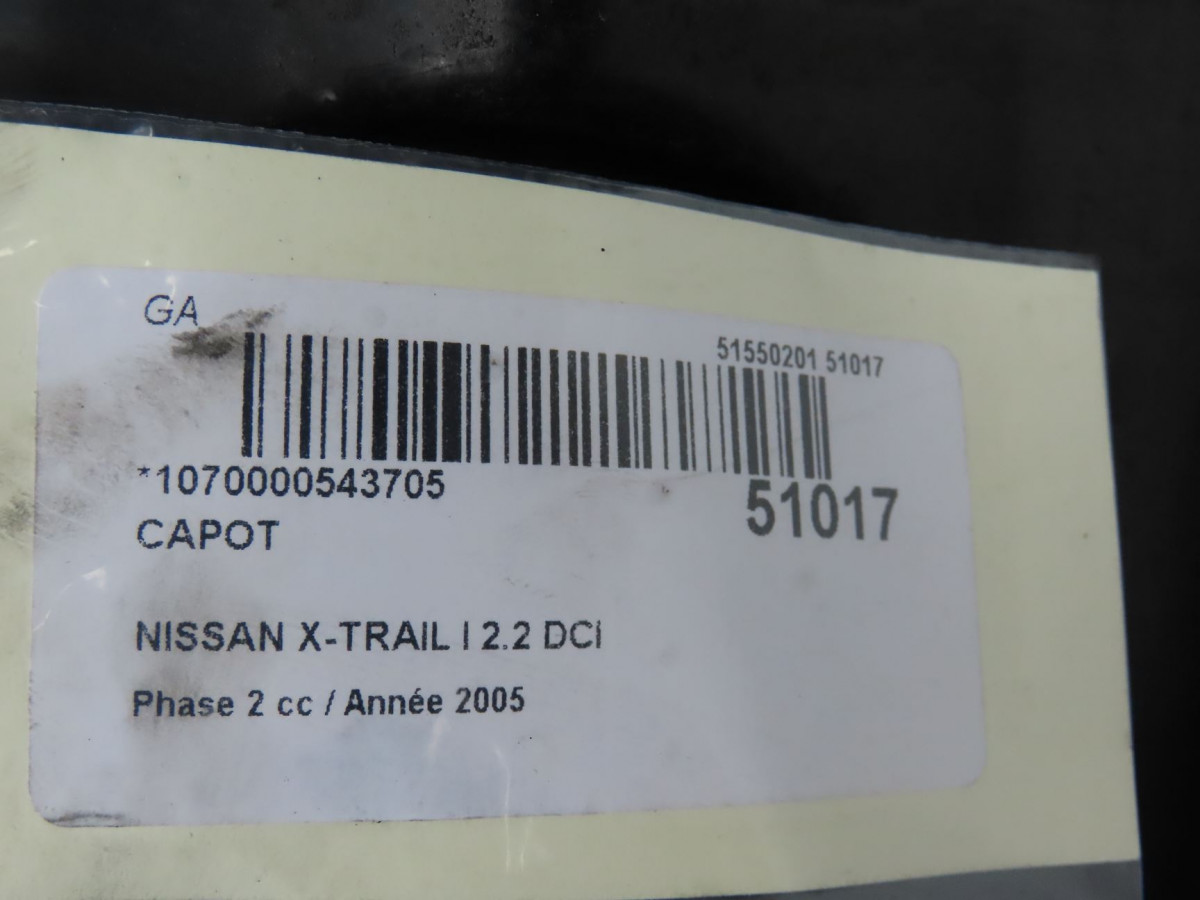 GA
51550201 51017
*1070000543705
51017
CAPOT
NISSAN X-TRAIL I 2.2 DCI
Phase 2 cc / Année 2005